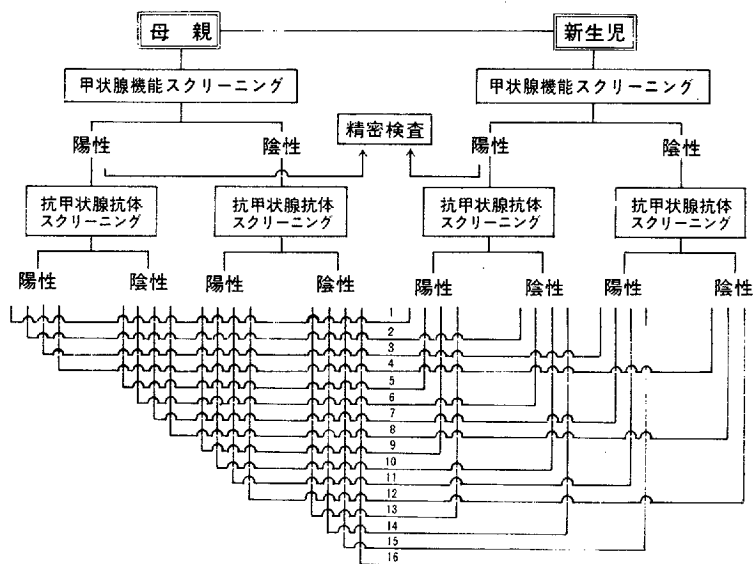 母 親
新生児
甲状腺機能スクリーニング
甲状腺機能スクリーニング
精密検査
陽性
陰性
陽性
陰性
抗甲状腺抗体
スクリーニング
抗甲状腺抗体
スクリーニング
抗甲状腺抗体
スクリーニング
抗甲状腺抗体
スクリーニング
陽性
陰性
陽性
陰性
陽性
陰性
陽性
陰性
1
2
3
4
5
6
7
8
9
10
11
12
13
14
15
16